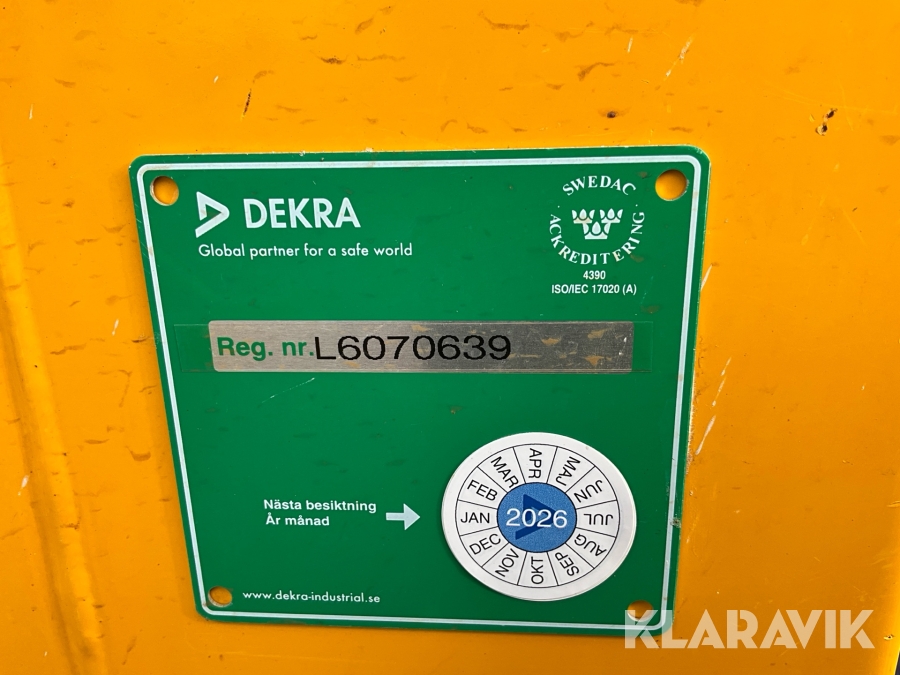 DEKRA
Global partner for a safe world
SWEDAC
ACKREDITERING
4390
ISO/IEC 17020 (A)
Reg. nr. L6070639
Nästa besiktning
År månad
JAN
FEB
MAR
APR
MAJ
JUN
JUL
AUG
SEP
OKT
NOV
DEC
2026
www.dekra-industrial.se
KLARAVIK